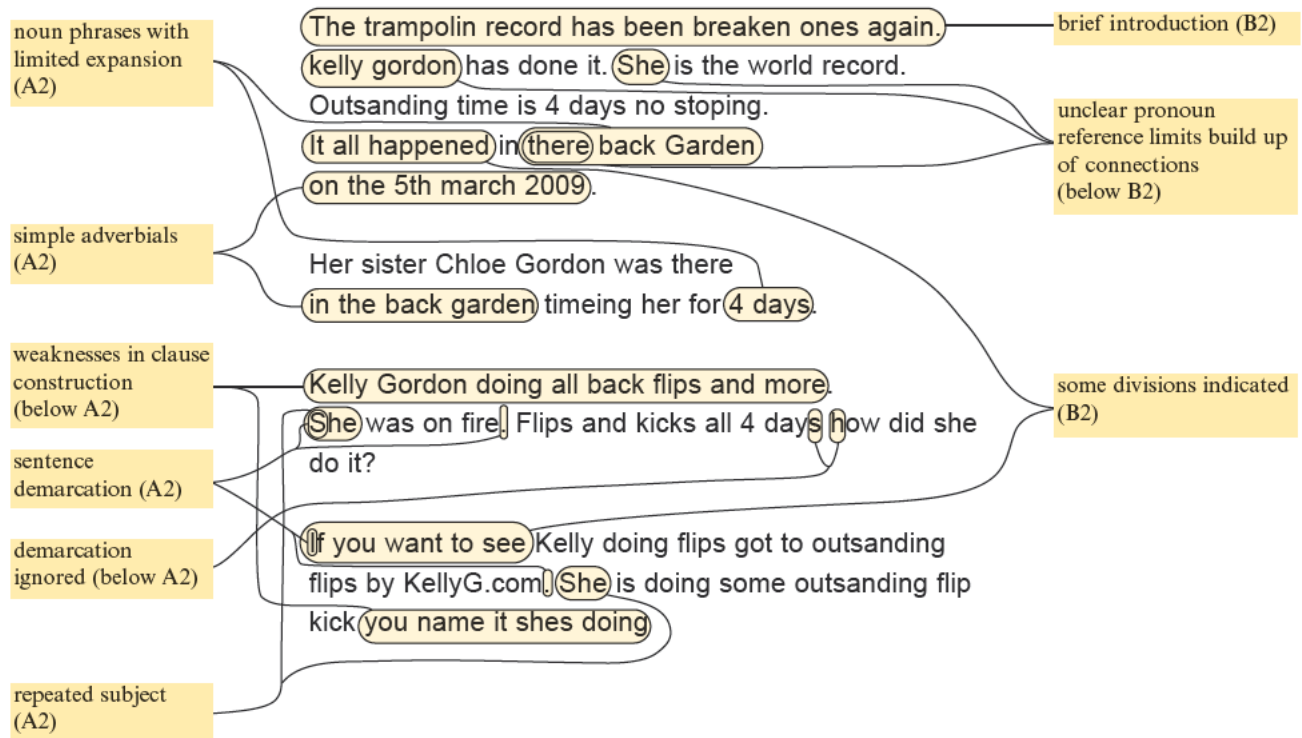 noun phrases with
limited expansion
(A2)
simple adverbials
(A2)
weaknesses in clause
construction
(below A2)
sentence
demarcation (A2)
demarcation
ignored (below A2)
repeated subject
(A2)
The trampolin record has been breaken ones again.
kelly gordon has done it. She is the world record.
Outsanding time is 4 days no stoping.
It all happened in there back Garden
on the 5th march 2009.
Her sister Chloe Gordon was there
in the back garden timeing her for 4 days.
Kelly Gordon doing all back flips and more.
She was on fire. Flips and kicks all 4 days how did she
do it?
If you want to see Kelly doing flips got to outsanding
flips by KellyG.com. She is doing some outsanding flip
kick you name it shes doing
brief introduction (B2)
unclear pronoun
reference limits build up
of connections
(below B2)
some divisions indicated
(B2)